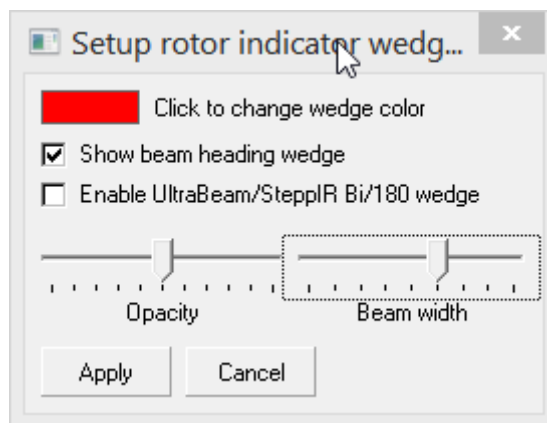 Setup rotor indicator wedg...
Click to change wedge color
Show beam heading wedge
Enable UltraBeam/SteppIR Bi/180 wedge
Opacity Beam width
Apply Cancel